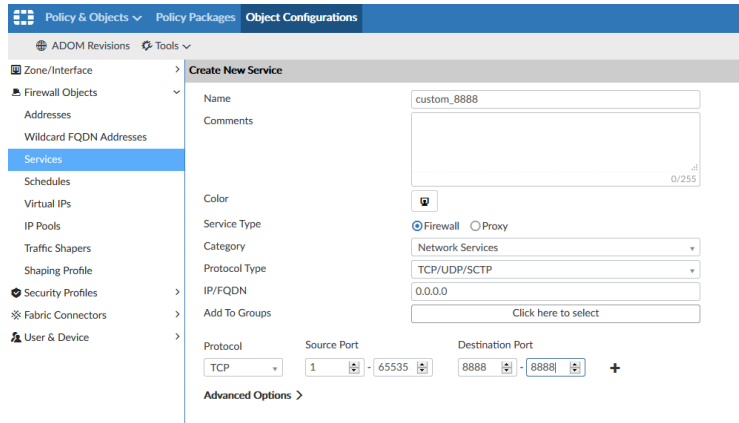 Policy & Objects Policy Packages Object Configurations
ADOM Revisions Tools
Zone/Interface
Firewall Objects
Addresses
Wildcard FQDN Addresses
Services
Schedules
Virtual IPs
IP Pools
Traffic Shapers
Shaping Profile
Security Profiles
Fabric Connectors
User & Device
Create New Service
Name custom_8888
Comments
0/255
Color
Service Type Firewall Proxy
Category Network Services
Protocol Type TCP/UDP/SCTP
IP/FQDN 0.0.0.0
Add To Groups Click here to select
Protocol Source Port Destination Port
TCP 1 - 65535 8888 - 8888 +
Advanced Options >